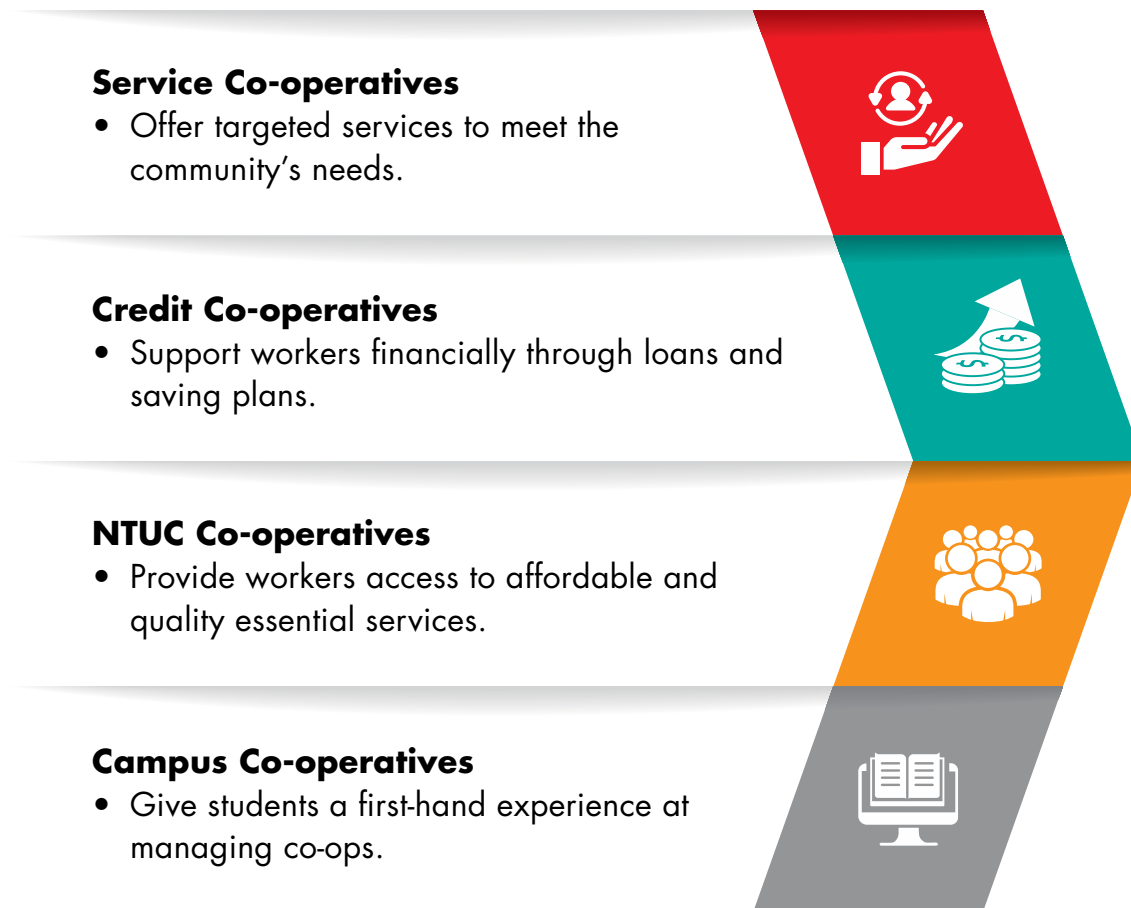 Service Co-operatives
• Offer targeted services to meet the
community's needs.
Credit Co-operatives
• Support workers financially through loans and
saving plans.
NTUC Co-operatives
• Provide workers access to affordable and
quality essential services.
Campus Co-operatives
• Give students a first-hand experience at
managing co-ops.